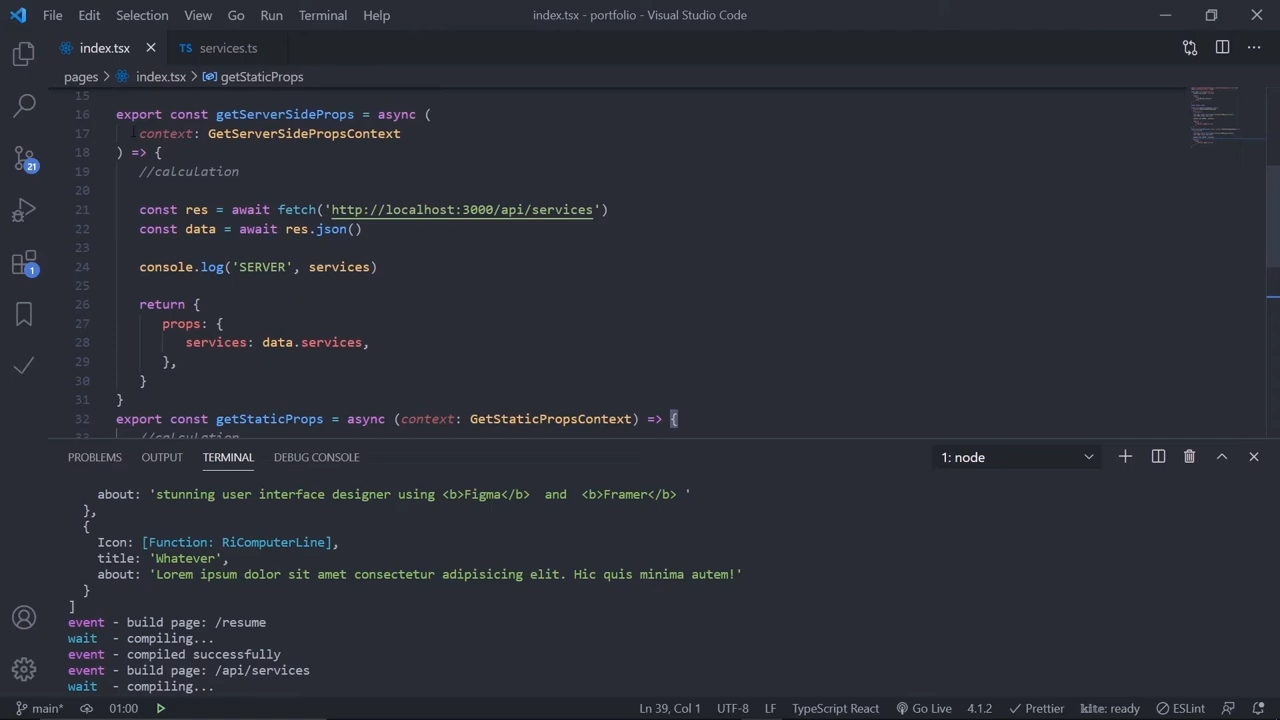 File Edit Selection View Go Run Terminal Help
index.tsx - portfolio - Visual Studio Code
index.tsx
TS services.ts
pages > index.tsx > getStaticProps
15
16 export const getServerSideProps = async (
17 context: GetServerSidePropsContext
18 ) => {
19 //calculation
20
21 const res = await fetch('http://localhost:3000/api/services')
22 const data = await res.json()
23
24 console.log('SERVER', services)
25
26 return {
27 props: {
28 services: data.services,
29 },
30 }
31 }
32 export const getStaticProps = async (context: GetStaticPropsContext) => {
33 //calculation
21
1
PROBLEMS OUTPUT TERMINAL DEBUG CONSOLE
1: node
about: 'stunning user interface designer using <b>Figma</b>  and  <b>Framer</b> '
},
{
Icon: [Function: RiComputerLine],
title: 'Whatever',
about: 'Lorem ipsum dolor sit amet consectetur adipisicing elit. Hic quis minima autem!'
}
]
event - build page: /resume
wait - compiling...
event - compiled successfully
event - build page: /api/services
wait - compiling...
main* 01:00
Ln 39, Col 1 UTF-8 LF TypeScript React Go Live 4.1.2 Prettier kite: ready ESLint